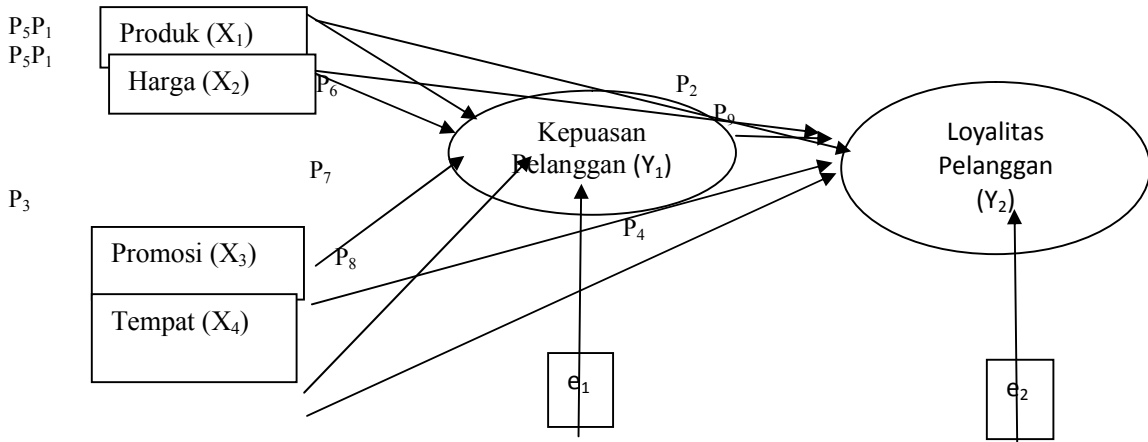 P₅P₁
P₅P₁
Produk (X₁)
Harga (X₂)
P₆
P₂
P₉
Kepuasan
Pelanggan (Y₁)
Loyalitas
Pelanggan
(Y₂)
P₇
P₃
P₄
Promosi (X₃)
P₈
Tempat (X₄)
e₁
e₂